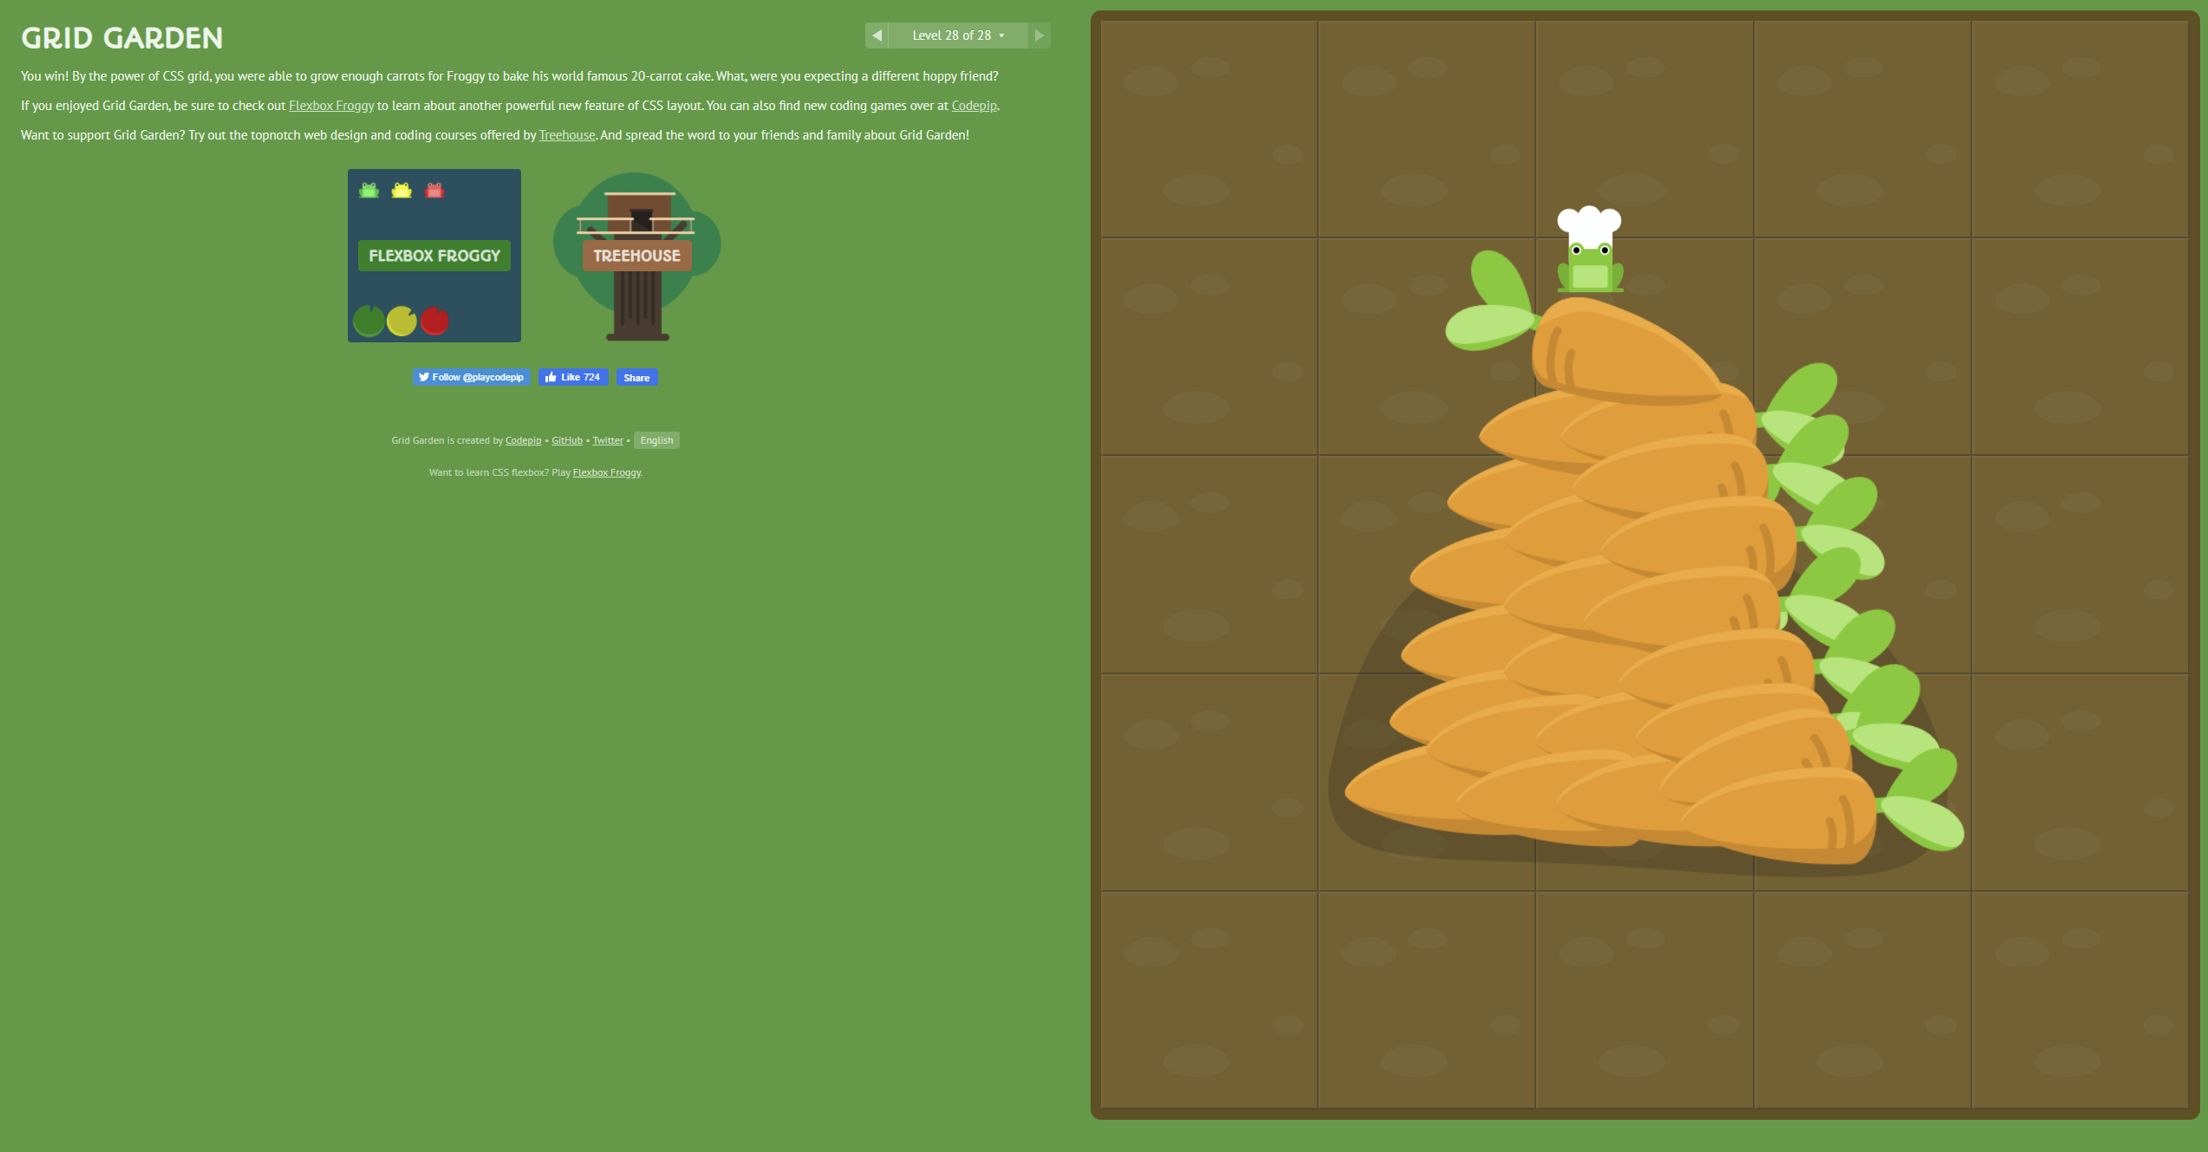 GRID GARDEN
Level 28 of 28
You win! By the power of CSS grid, you were able to grow enough carrots for Froggy to bake his world famous 20-carrot cake. What, were you expecting a different hoppy friend?
If you enjoyed Grid Garden, be sure to check out Flexbox Froggy to learn about another powerful new feature of CSS layout. You can also find new coding games over at Codepip.
Want to support Grid Garden? Try out the topnotch web design and coding courses offered by Treehouse. And spread the word to your friends and family about Grid Garden!
FLEXBOX FROGGY
TREEHOUSE
Follow @playcodepip Like 724 Share
Grid Garden is created by Codepip • GitHub • Twitter • English
Want to learn CSS flexbox? Play Flexbox Froggy.